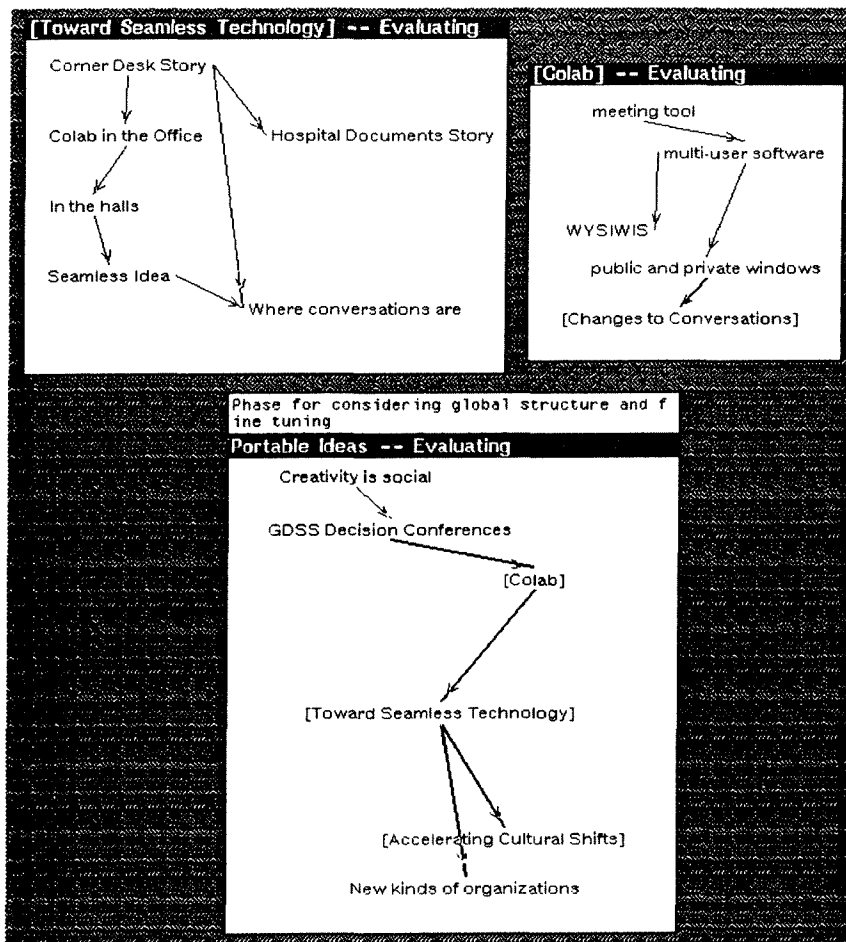 [Toward Seamless Technology] -- Evaluating
Corner Desk Story
Colab in the Office
Hospital Documents Story
In the halls
Seamless Idea
Where conversations are
[Colab] -- Evaluating
meeting tool
multi-user software
WYSIWIS
public and private windows
[Changes to Conversations]
Phase for considering global structure and f
ine tuning
Portable Ideas -- Evaluating
Creativity is social
GDSS Decision Conferences
[Colab]
[Toward Seamless Technology]
[Accelerating Cultural Shifts]
New kinds of organizations